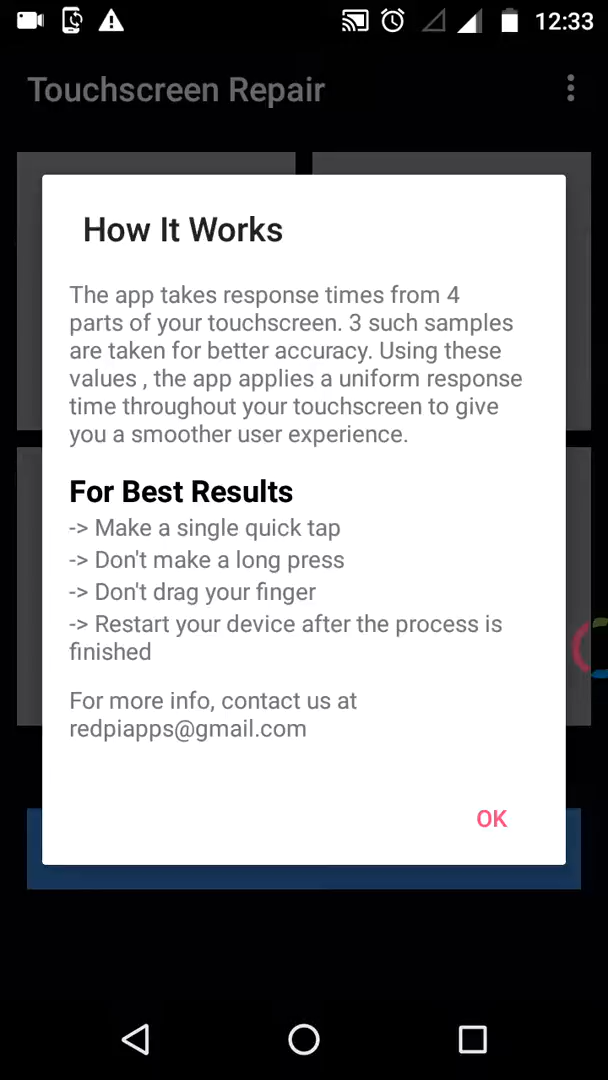 12:33
Touchscreen Repair
How It Works
The app takes response times from 4
parts of your touchscreen. 3 such samples
are taken for better accuracy. Using these
values , the app applies a uniform response
time throughout your touchscreen to give
you a smoother user experience.
For Best Results
-> Make a single quick tap
-> Don't make a long press
-> Don't drag your finger
-> Restart your device after the process is
finished
For more info, contact us at
redpiapps@gmail.com
OK